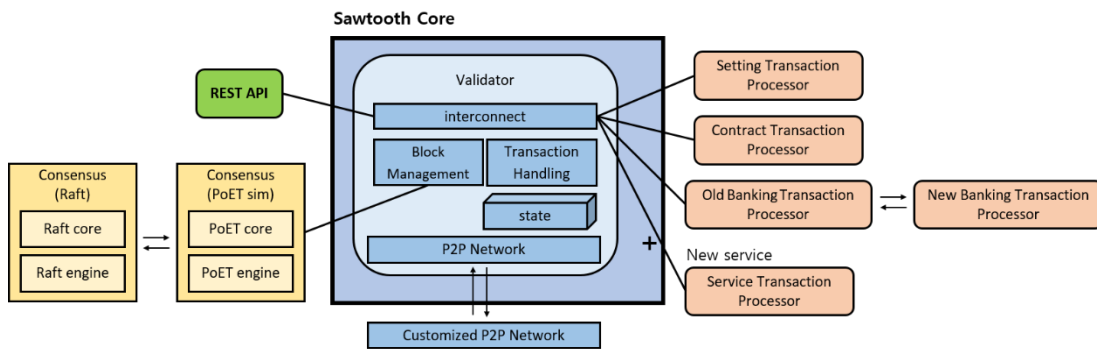 Sawtooth Core
Validator
REST API
interconnect
Block
Management
Transaction
Handling
state
P2P Network
Customized P2P Network
Consensus
(Raft)
Raft core
Raft engine
Consensus
(PoET sim)
PoET core
PoET engine
Setting Transaction
Processor
Contract Transaction
Processor
Old Banking Transaction
Processor
New Banking Transaction
Processor
+
New service
Service Transaction
Processor